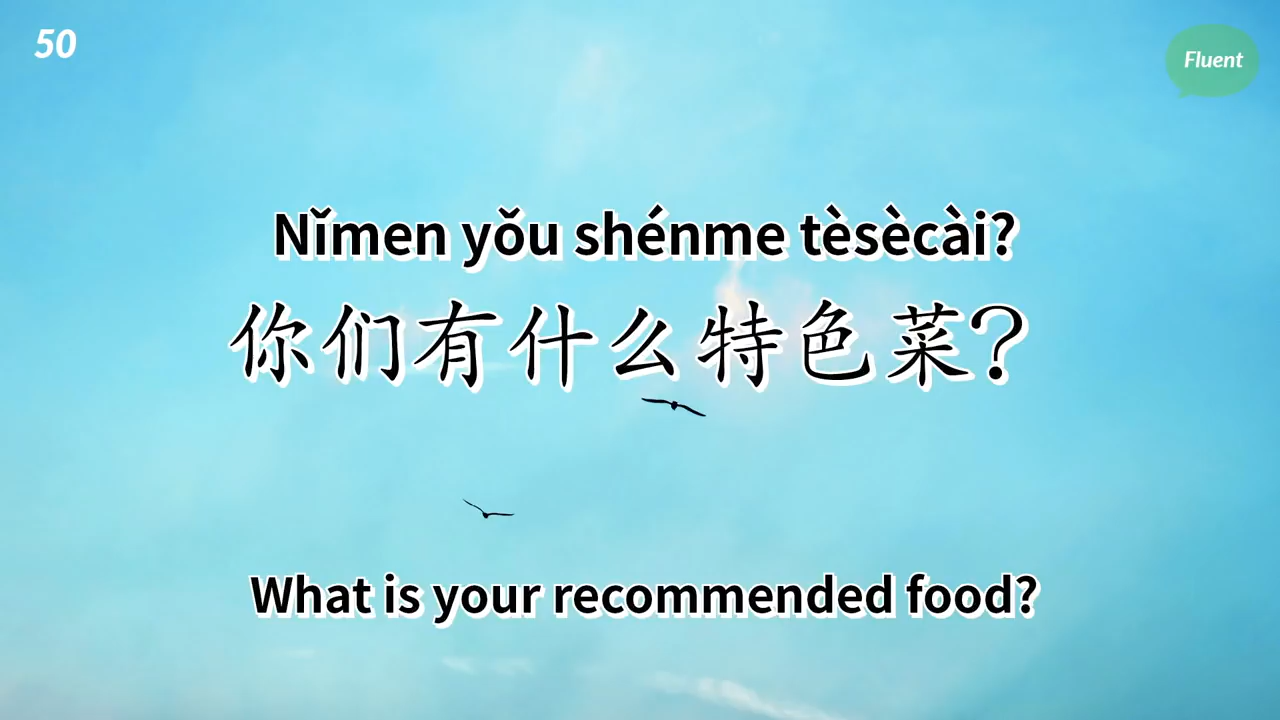 50
Fluent
Nǐmen yǒu shénme tèsècài?
你们有什么特色菜？
What is your recommended food?